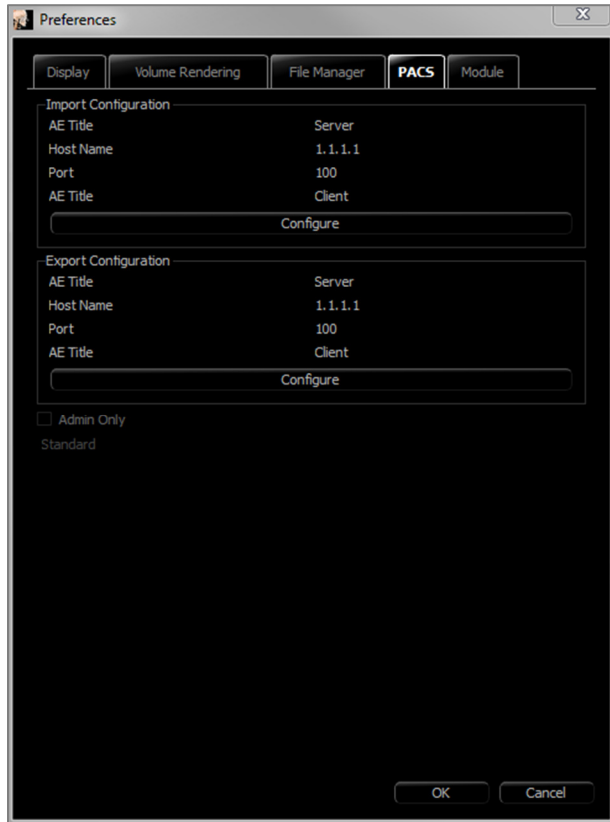 Preferences
Display Volume Rendering File Manager PACS Module
Import Configuration
AE Title Server
Host Name 1.1.1.1
Port 100
AE Title Client
Configure
Export Configuration
AE Title Server
Host Name 1.1.1.1
Port 100
AE Title Client
Configure
Admin Only
Standard
OK Cancel